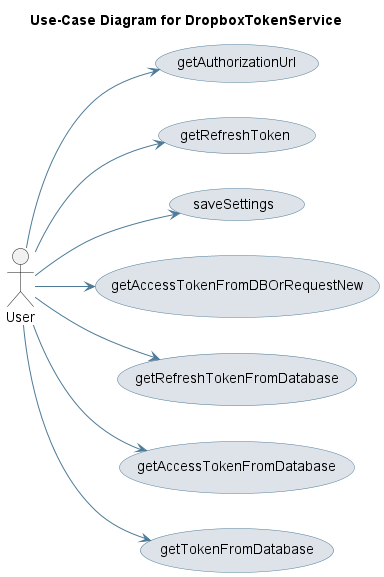 Use-Case Diagram for DropboxTokenService
getAuthorizationUrl
getRefreshToken
saveSettings
getAccessTokenFromDBOrRequestNew
User
getRefreshTokenFromDatabase
getAccessTokenFromDatabase
getTokenFromDatabase